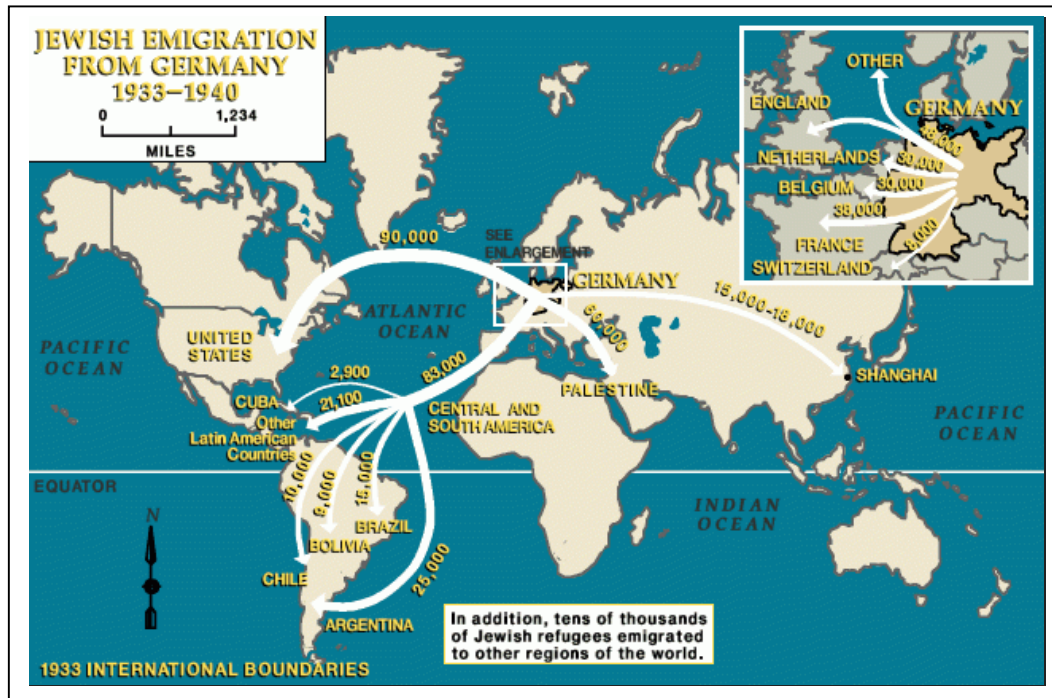 JEWISH EMIGRATION
FROM GERMANY
1933–1940
0 1,234
MILES
OTHER
ENGLAND
GERMANY
NETHERLANDS
30,000
BELGIUM
30,000
38,000
FRANCE
8,000
SWITZERLAND
90,000
SEE
ENLARGEMENT
GERMANY
ATLANTIC
OCEAN
15,000-18,000
60,000
UNITED
STATES
PACIFIC
OCEAN
83,000
2,900
PALESTINE
SHANGHAI
CUBA
21,100
Other
Latin American
Countries
CENTRAL AND
SOUTH AMERICA
PACIFIC
OCEAN
10,000
9,000
15,000
EQUATOR
INDIAN
OCEAN
N
BRAZIL
BOLIVIA
CHILE
25,000
ARGENTINA
In addition, tens of thousands
of Jewish refugees emigrated
to other regions of the world.
1933 INTERNATIONAL BOUNDARIES